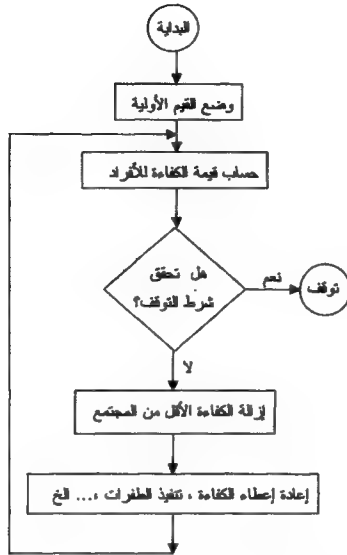 البداية
وضع القيم الأولية
حساب قيمة الكفاءة للأفراد
هل تحقق
شرط التوقف؟
نعم
توقف
لا
إزالة الكفاءة الأقل من المجتمع
إعادة إعطاء الكفاءة ، تنفيذ الطفرات ،... الخ